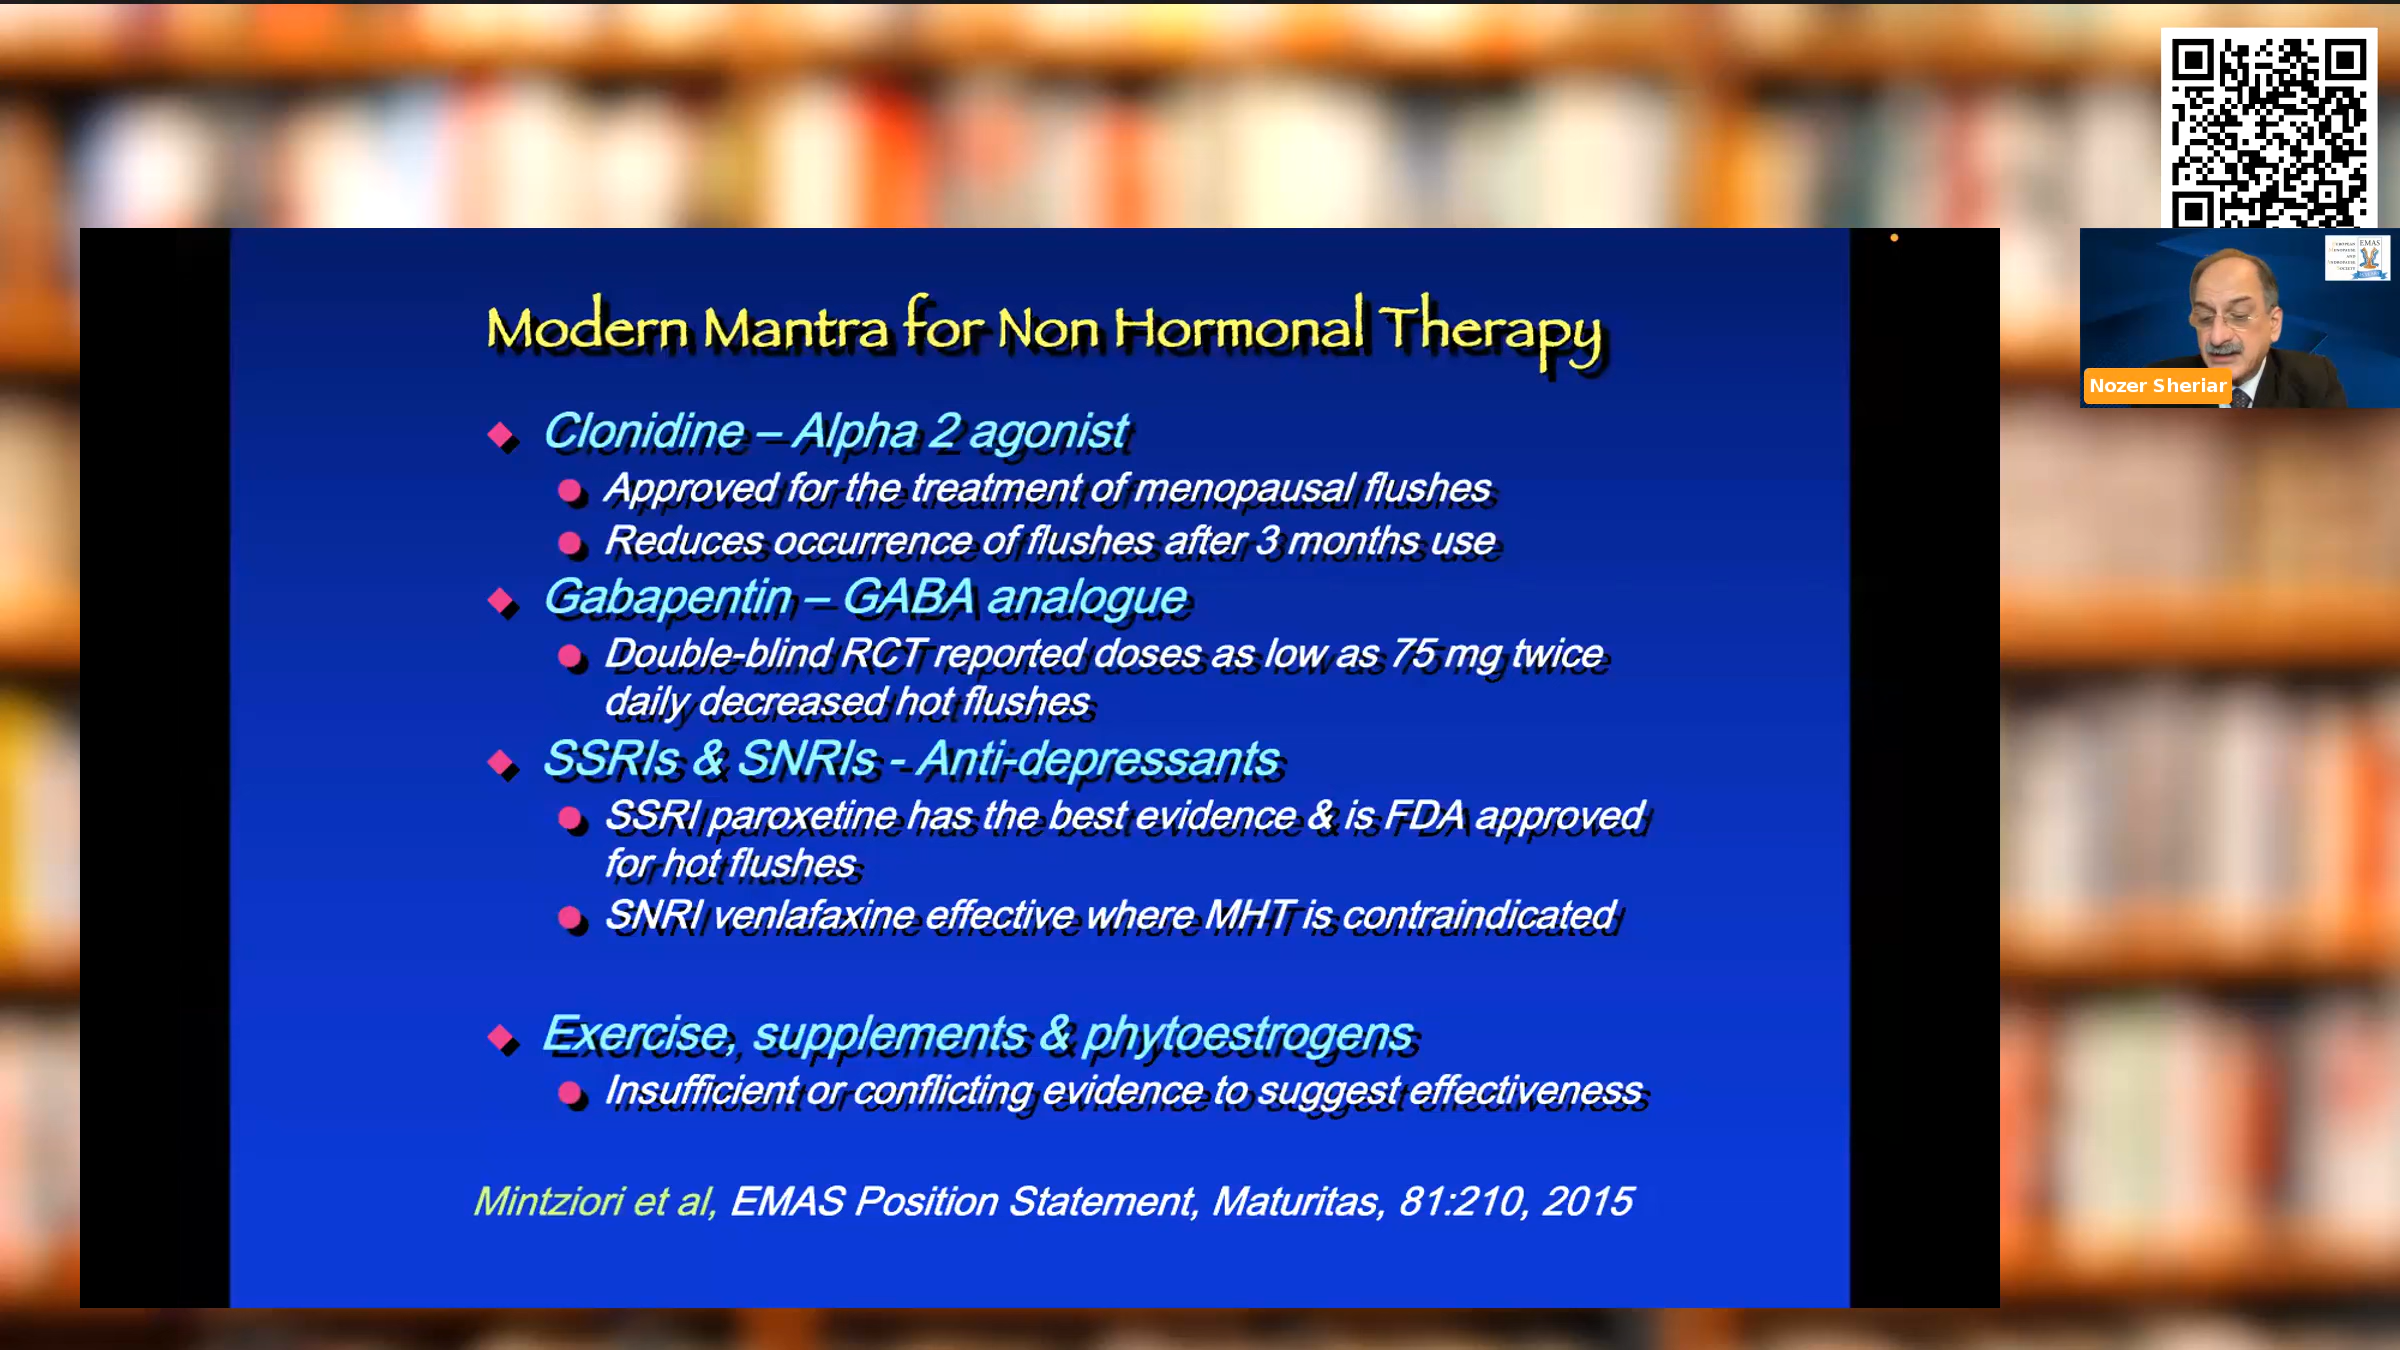 Modern Mantra for Non Hormonal Therapy
Clonidine – Alpha 2 agonist
Approved for the treatment of menopausal flushes
Reduces occurrence of flushes after 3 months use
Gabapentin – GABA analogue
Double-blind RCT reported doses as low as 75 mg twice
daily decreased hot flushes
SSRIs & SNRIs - Anti-depressants
SSRI paroxetine has the best evidence & is FDA approved
for hot flushes
SNRI venlafaxine effective where MHT is contraindicated
Exercise, supplements & phytoestrogens
Insufficient or conflicting evidence to suggest effectiveness
Mintziori et al, EMAS Position Statement, Maturitas, 81:210, 2015
EMAS
Nozer Sheriar